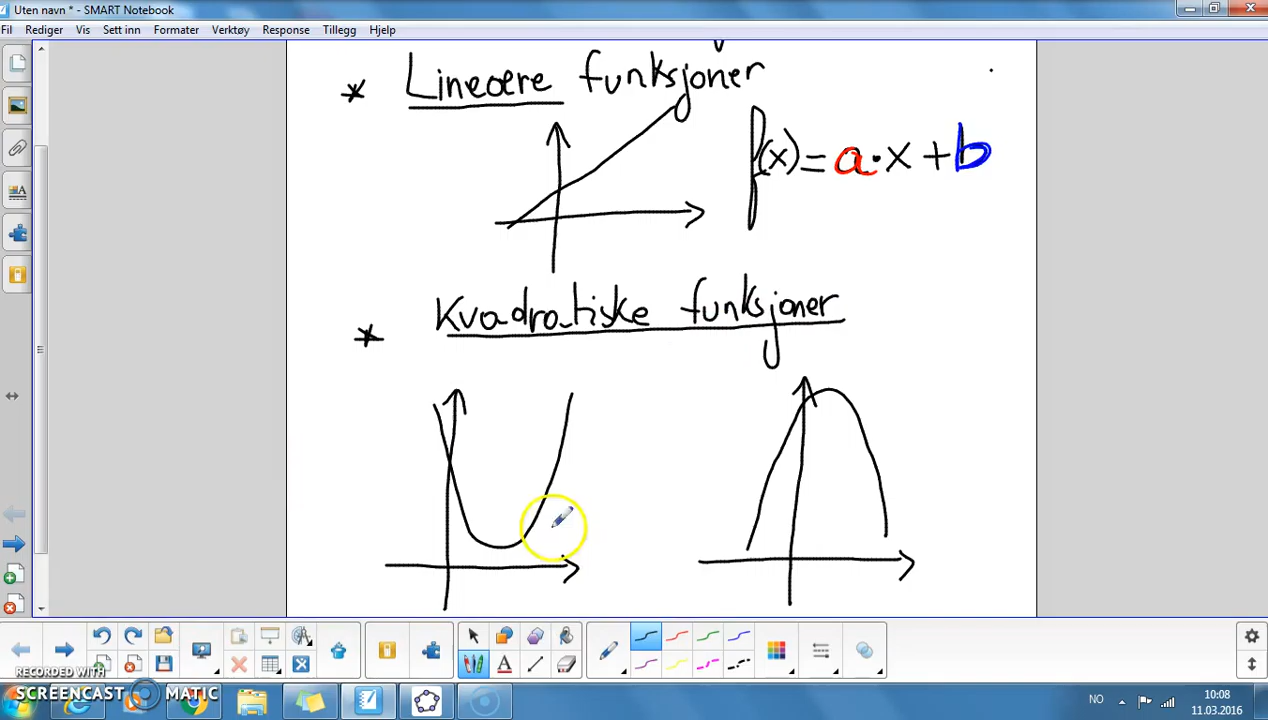 Uten navn * - SMART Notebook
Fil Rediger Vis Sett inn Formater Verktøy Response Tillegg Hjelp
* Lineære funksjoner
f(x) = a · x + b
* Kvadratiske funksjoner
RECORDED WITH
SCREENCAST MATIC
NO
10:08
11.03.2016